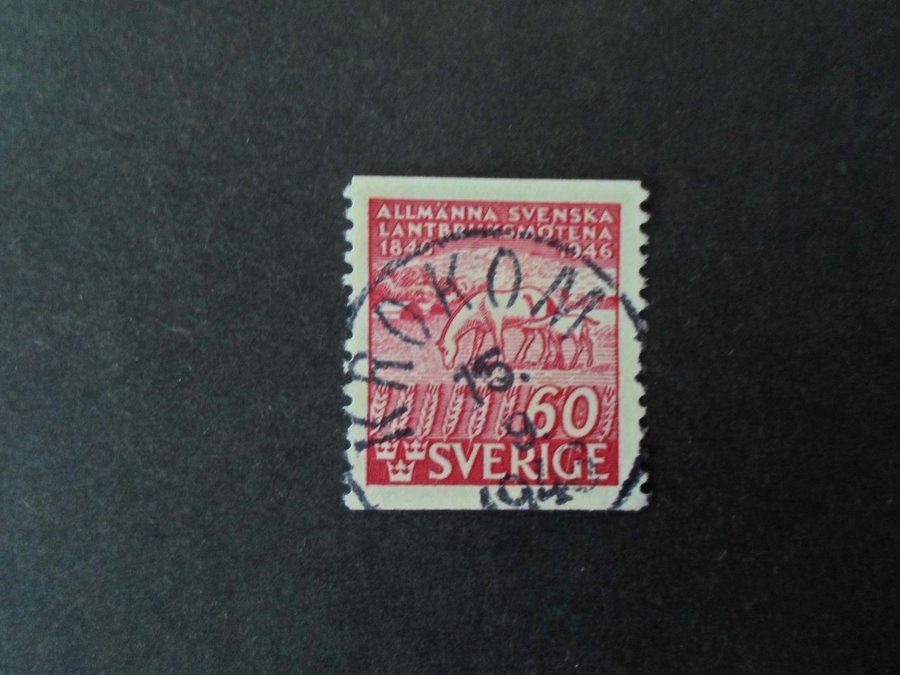 ALLMÄNNA SVENSKA
LANTBRUKSMÖTENA
1846 1946
KROKOM
15.
9
60
SVERIGE